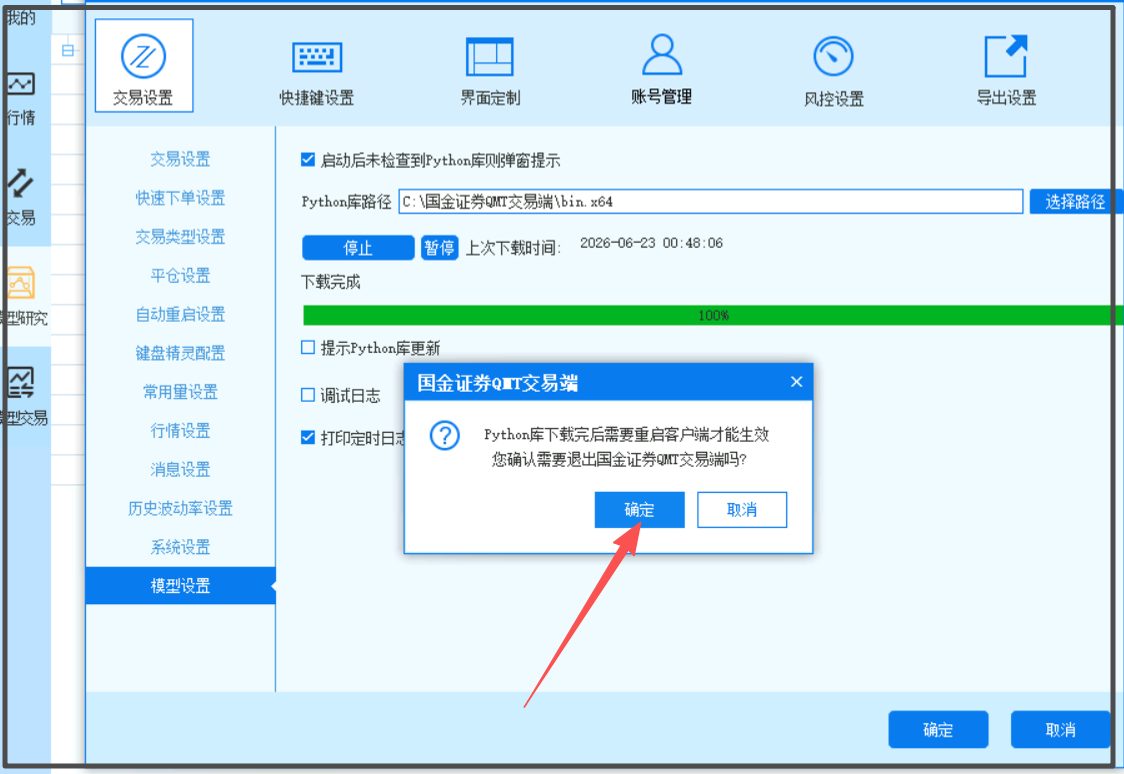 我的
行情
交易
型研究
型交易
交易设置
快捷键设置
界面定制
账号管理
风控设置
导出设置
交易设置
快速下单设置
交易类型设置
平仓设置
自动重启设置
键盘精灵配置
常用量设置
行情设置
消息设置
历史波动率设置
系统设置
模型设置
启动后未检查到Python库则弹窗提示
Python库路径 C:\国金证券QMT交易端\bin.x64 选择路径
停止 暂停 上次下载时间: 2026-06-23 00:48:06
下载完成
100%
提示Python库更新
调试日志
打印定时日志
国金证券QMT交易端
Python库下载完后需要重启客户端才能生效
您确认需要退出国金证券QMT交易端吗?
确定 取消
确定 取消